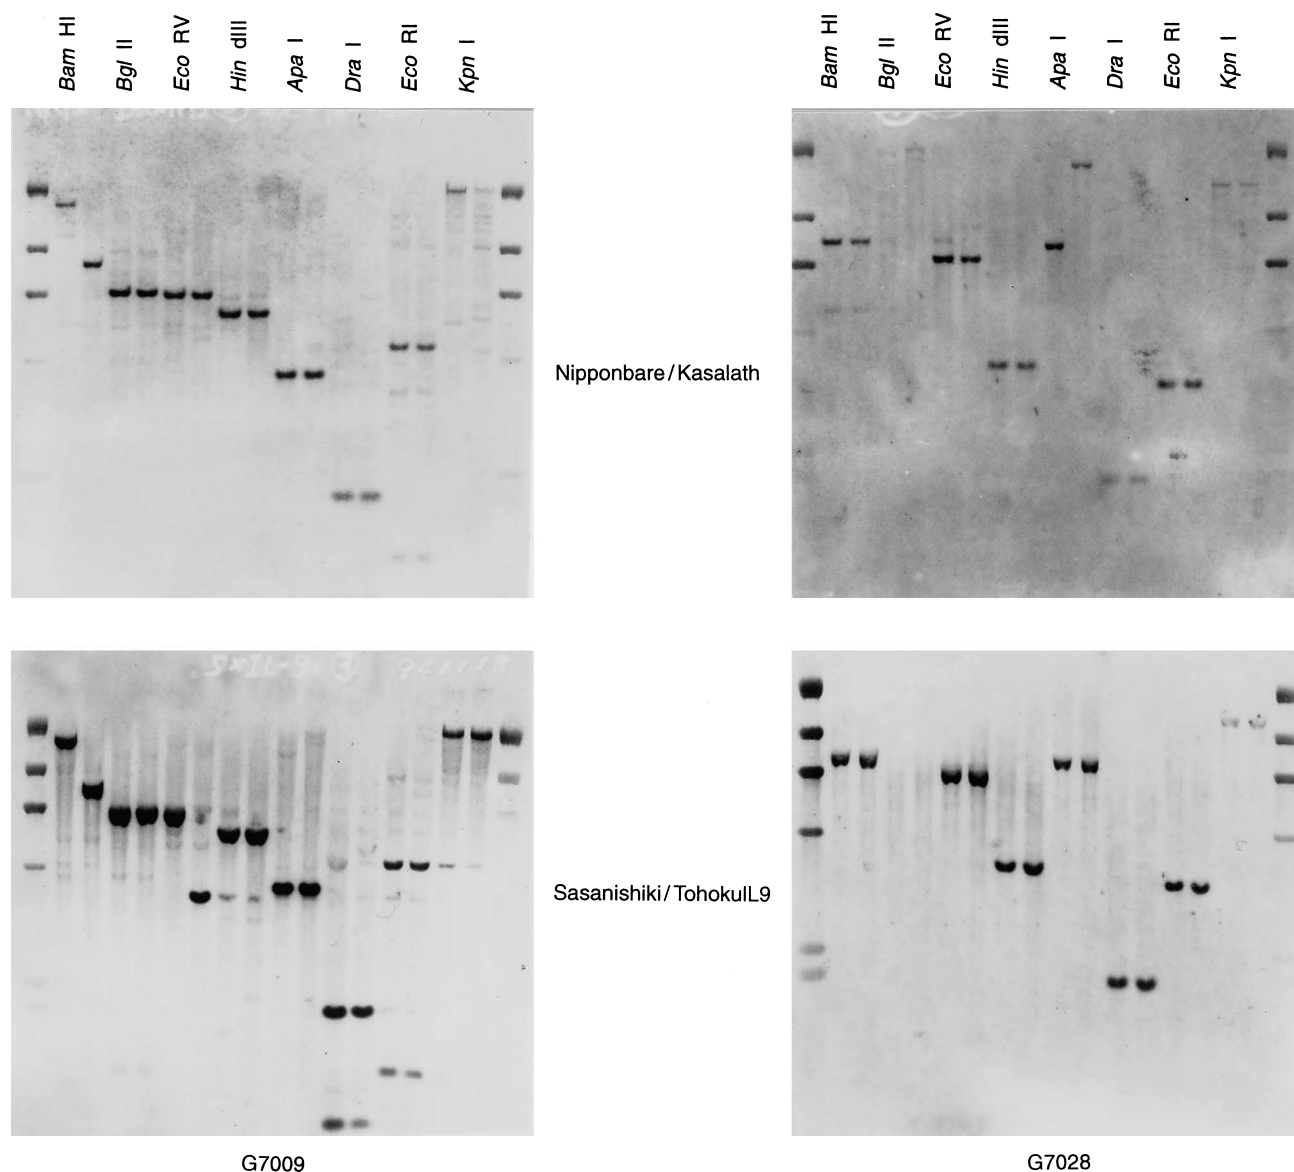 Bam HI
Bgl II
Eco RV
Hin dIII
Apa I
Dra I
Eco RI
Kpn I
Bam HI
Bgl II
Eco RV
Hin dIII
Apa I
Dra I
Eco RI
Kpn I
Nipponbare/Kasalath
Sasanishiki/TohokuIL9
G7009
G7028